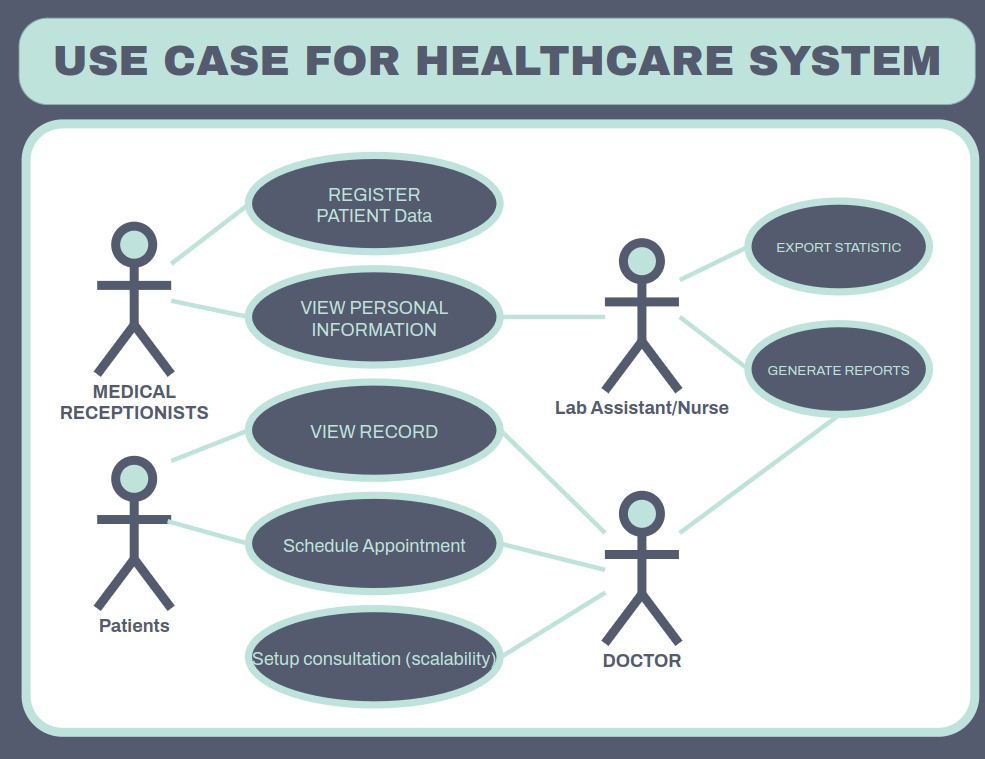 USE CASE FOR HEALTHCARE SYSTEM
REGISTER
PATIENT Data
VIEW PERSONAL
INFORMATION
VIEW RECORD
Schedule Appointment
Setup consultation (scalability)
MEDICAL
RECEPTIONISTS
Patients
Lab Assistant/Nurse
DOCTOR
EXPORT STATISTIC
GENERATE REPORTS